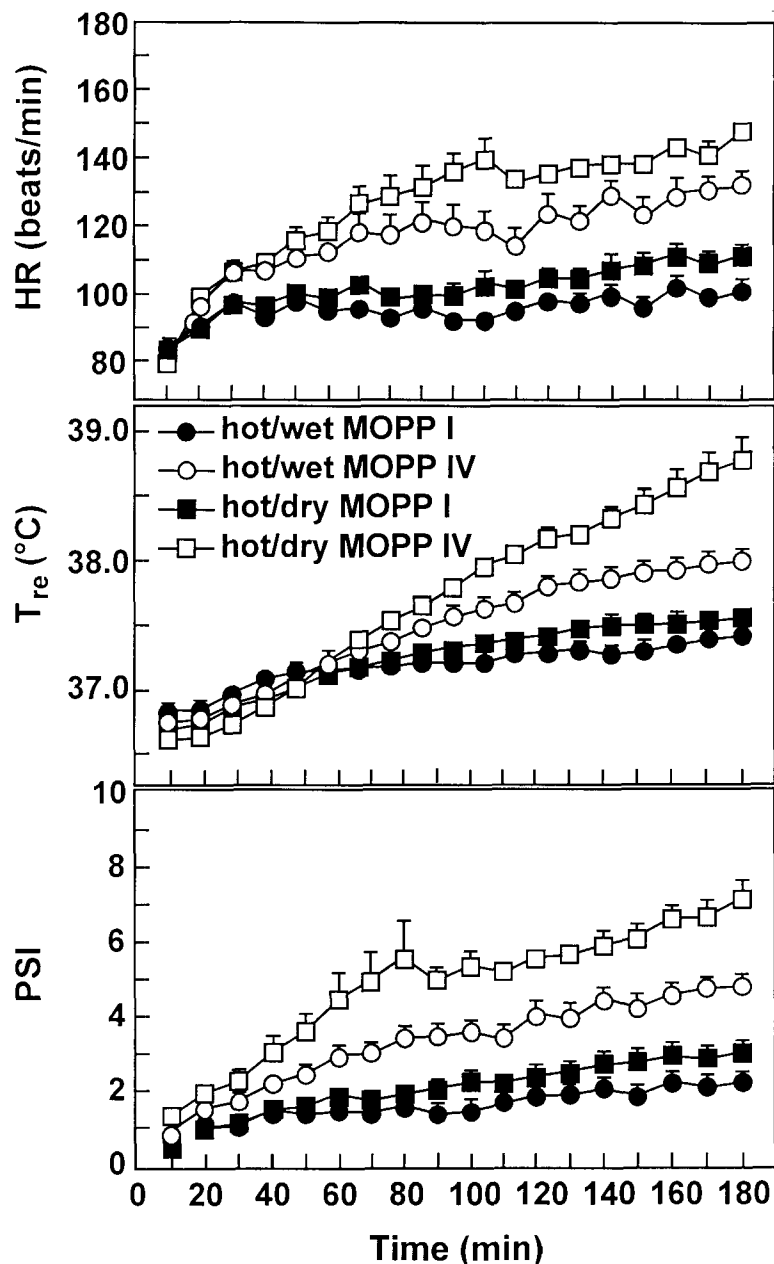 180
160
140
120
100
80
HR (beats/min)
39.0
38.0
37.0
Tre (°C)
hot/wet MOPP I
hot/wet MOPP IV
hot/dry MOPP I
hot/dry MOPP IV
10
8
6
4
2
0
PSI
0 20 40 60 80 100 120 140 160 180
Time (min)